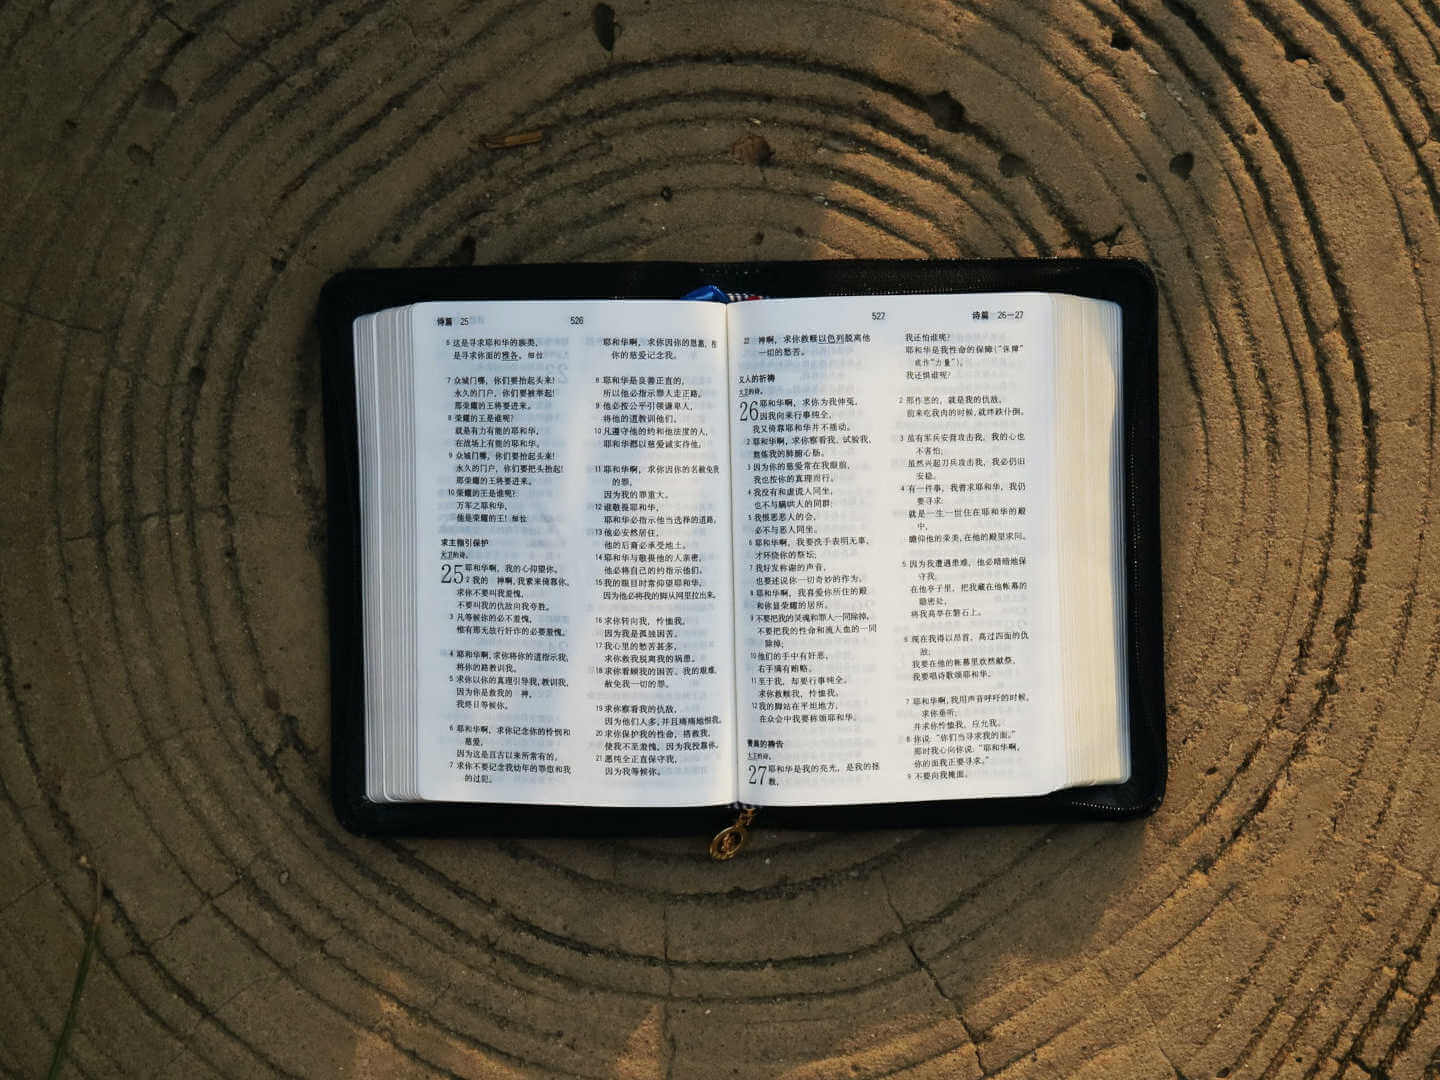 诗篇 25
526
6 这是寻求耶和华的族类,
是寻求你面的雅各。细拉
7 众城门哪，你们要抬起头来!
永久的门户，你们要被举起!
那荣耀的王将要进来。
8 荣耀的王是谁呢?
就是有力有能的耶和华,
在战场上有能的耶和华。
9 众城门哪，你们要抬起头来!
永久的门户，你们要把头抬起!
那荣耀的王将要进来。
10 荣耀的王是谁呢?
万军之耶和华,
他是荣耀的王! 细拉
求主指引保护
大卫的诗。
25 耶和华啊，我的心仰望你。
2 我的 神啊,我素来倚靠你。
求你不要叫我羞愧,
不要叫我的仇敌向我夸胜。
3 凡等候你的必不羞愧,
惟有那无故行奸诈的必要羞愧。
4 耶和华啊,求你将你的道指示我,
将你的路教训我。
5 求你以你的真理引导我,教训我,
因为你是救我的 神。
我终日等候你。
6 耶和华啊，求你记念你的怜悯和
慈爱,
因为这是亘古以来所常有的。
7 求你不要记念我幼年的罪愆和我
的过犯。
耶和华啊，求你因你的恩惠，按
你的慈爱记念我。
8 耶和华是良善正直的,
所以他必指示罪人走正路。
9 他必按公平引领谦卑人,
将他的道教训他们。
10 凡遵守他的约和他法度的人,
耶和华都以慈爱诚实待他。
11 耶和华啊，求你因你的名赦免我
的罪,
因为我的罪重大。
12 谁敬畏耶和华,
耶和华必指示他当选择的道路。
13 他必安然居住,
他的后裔必承受地土。
14 耶和华与敬畏他的人亲密,
他必将自己的约指示他们。
15 我的眼目时常仰望耶和华,
因为他必将我的脚从网里拉出来。
16 求你转向我，怜恤我,
因为我是孤独困苦。
17 我心里的愁苦甚多,
求你救我脱离我的祸患。
18 求你看顾我的困苦、我的艰难,
赦免我一切的罪。
19 求你察看我的仇敌,
因为他们人多,并且痛痛地恨我。
20 求你保护我的性命，搭救我,
使我不至羞愧，因为我投靠你。
21 愿纯全正直保守我,
因为我等候你。
527
诗篇 26—27
22 神啊，求你救赎以色列脱离他
一切的愁苦。
义人的祈祷
大卫的诗。
26 耶和华啊，求你为我伸冤,
因我向来行事纯全,
我又倚靠耶和华并不摇动。
2 耶和华啊，求你察看我，试验我,
熬炼我的肺腑心肠。
3 因为你的慈爱常在我眼前,
我也按你的真理而行。
4 我没有和虚谎人同坐,
也不与瞒哄人的同群;
5 我恨恶恶人的会,
必不与恶人同坐。
6 耶和华啊，我要洗手表明无辜,
才环绕你的祭坛;
7 我好发称谢的声音,
也要述说你一切奇妙的作为。
8 耶和华啊，我喜爱你所住的殿
和你显荣耀的居所。
9 不要把我的灵魂和罪人一同除掉,
不要把我的性命和流人血的一同
除掉;
10 他们的手中有奸恶,
右手满有贿赂。
11 至于我，却要行事纯全,
求你救赎我，怜恤我。
12 我的脚站在平坦地方,
在众会中我要称颂耶和华。
赞美的祷告
大卫的诗。
27 耶和华是我的亮光，是我的拯
救,
我还怕谁呢?
耶和华是我性命的保障("保障"
或作"力量"),
我还惧谁呢?
2 那作恶的，就是我的仇敌,
前来吃我肉的时候,就绊跌仆倒。
3 虽有军兵安营攻击我，我的心也
不害怕;
虽然兴起刀兵攻击我，我必仍旧
安稳。
4 有一件事，我曾求耶和华，我仍
要寻求:
就是一生一世住在耶和华的殿
中,
瞻仰他的荣美,在他的殿里求问。
5 因为我遭遇患难，他必暗暗地保
守我,
在他亭子里，把我藏在他帐幕的
隐密处,
将我高举在磐石上。
6 现在我得以昂首，高过四面的仇
敌;
我要在他的帐幕里欢然献祭,
我要唱诗歌颂耶和华。
7 耶和华啊,我用声音呼吁的时候,
求你垂听;
并求你怜恤我，应允我。
8 你说:"你们当寻求我的面。"
那时我心向你说:"耶和华啊,
你的面我正要寻求。"
9 不要向我掩面。